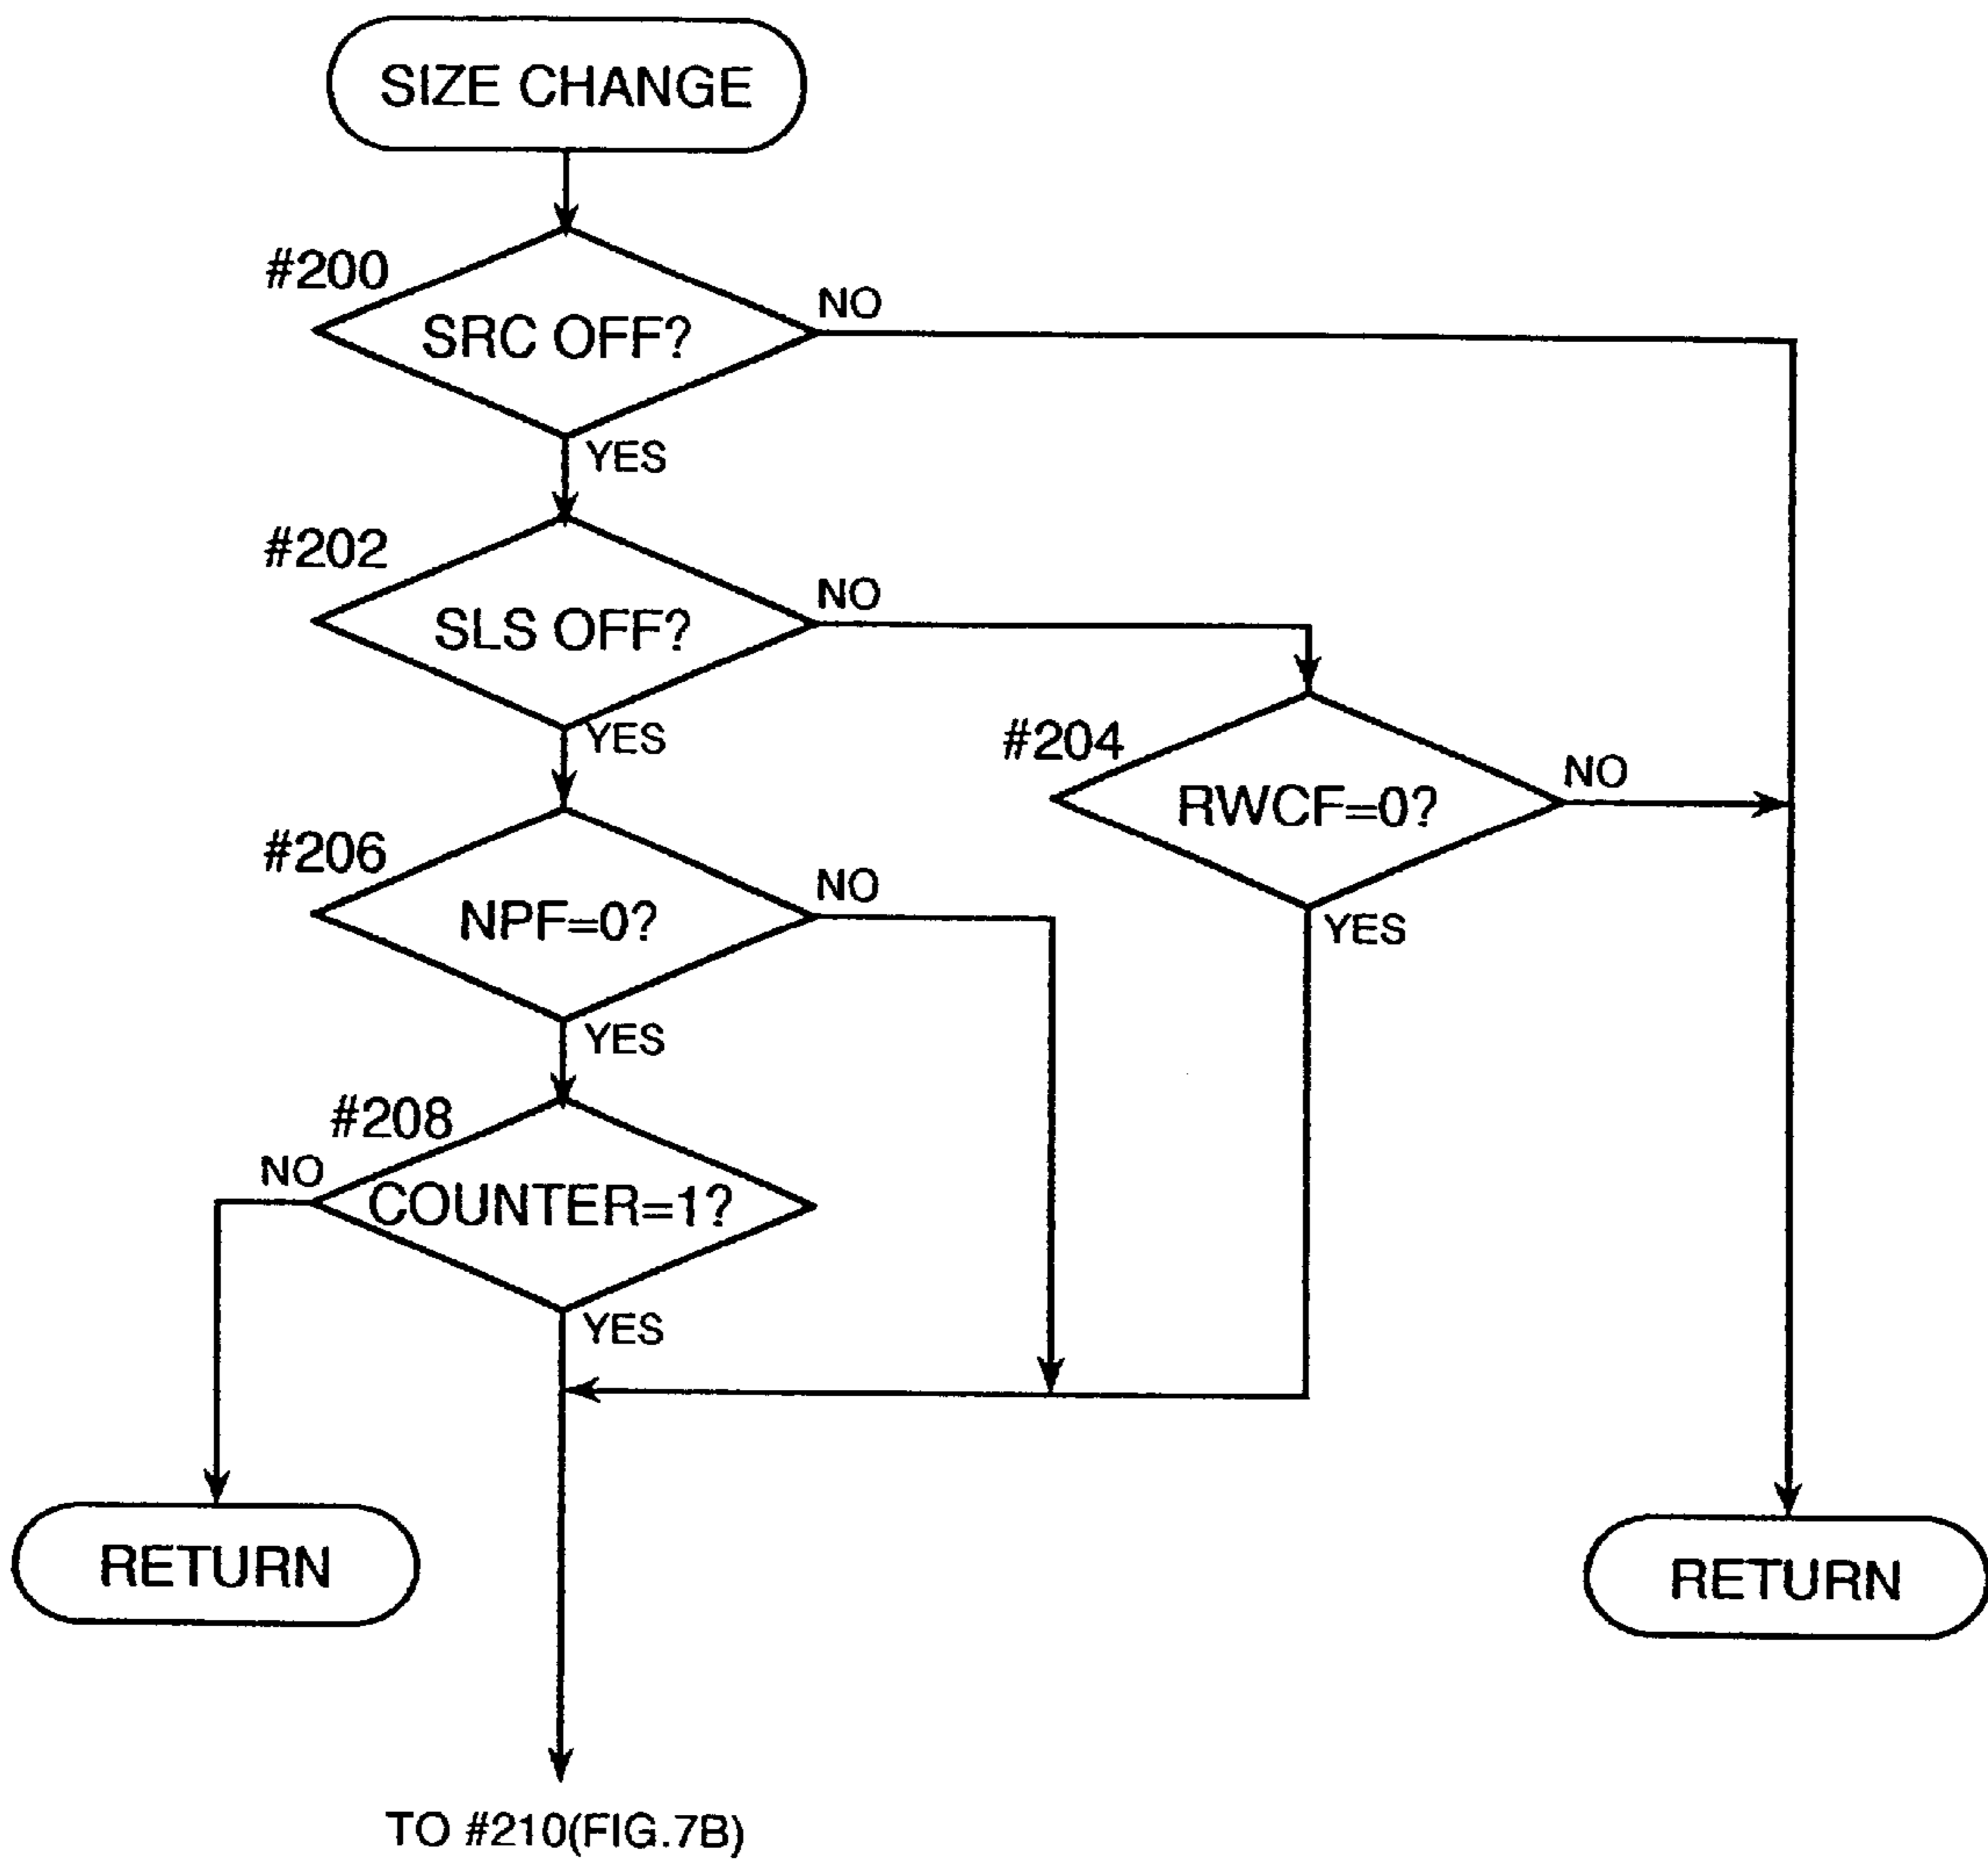 SIZE CHANGE
#200
SRC OFF?
NO
YES
#202
SLS OFF?
NO
YES
#204
RWCF=0?
NO
YES
#206
NPF=0?
NO
YES
#208
COUNTER=1?
NO
YES
RETURN
RETURN
TO #210(FIG.7B)